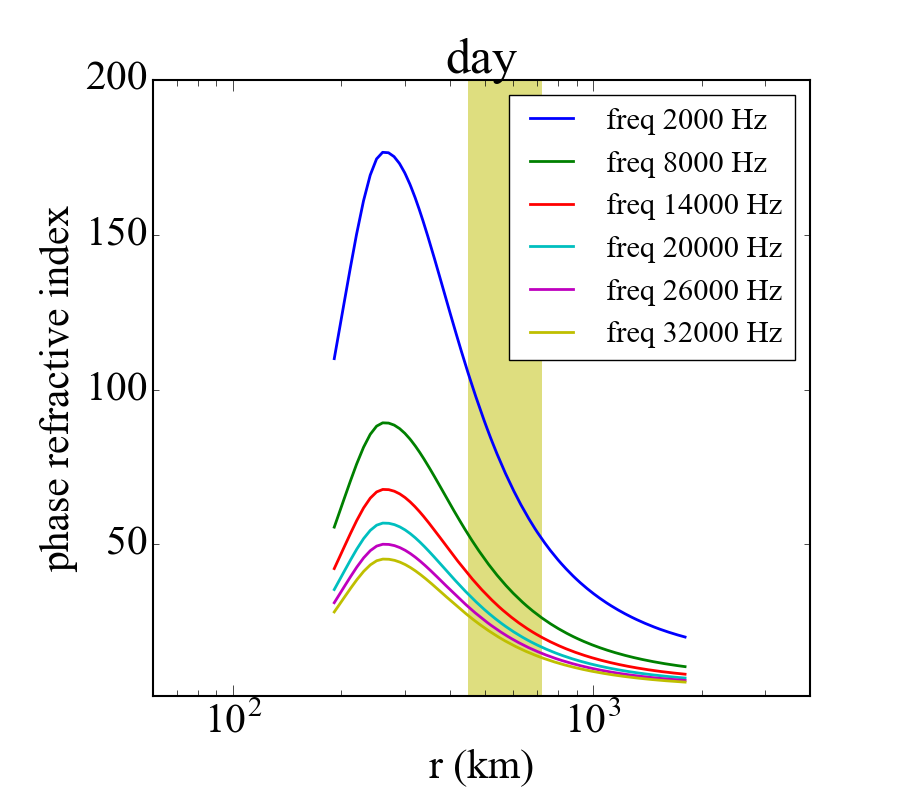 day
200
150
100
50
phase refractive index
freq 2000 Hz
freq 8000 Hz
freq 14000 Hz
freq 20000 Hz
freq 26000 Hz
freq 32000 Hz
10² 10³
r (km)